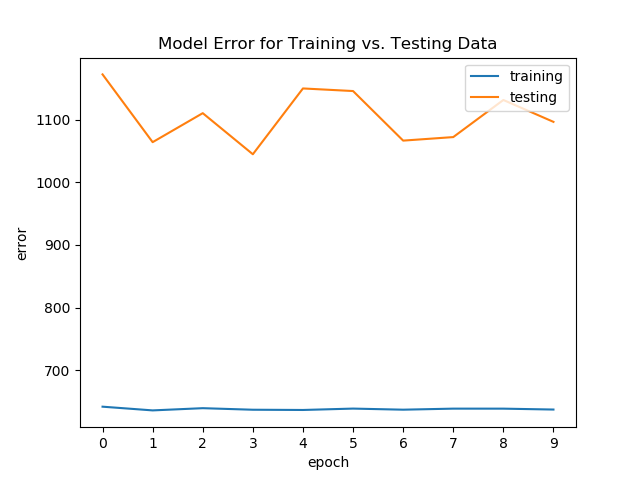 Model Error for Training vs. Testing Data
training
testing
1100
1000
900
800
700
error
0 1 2 3 4 5 6 7 8 9
epoch